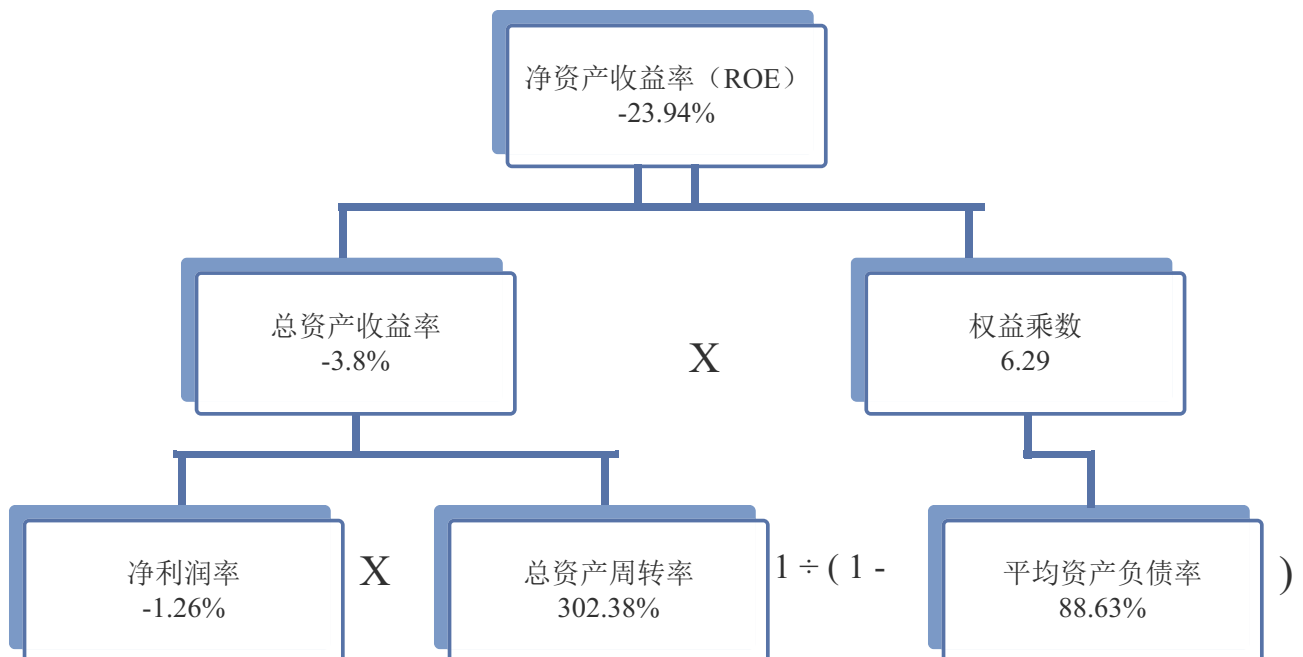 净资产收益率（ROE）
-23.94%
总资产收益率
-3.8%
X
权益乘数
6.29
净利润率
-1.26%
X
总资产周转率
302.38%
1 ÷ ( 1 -
平均资产负债率
88.63%
)